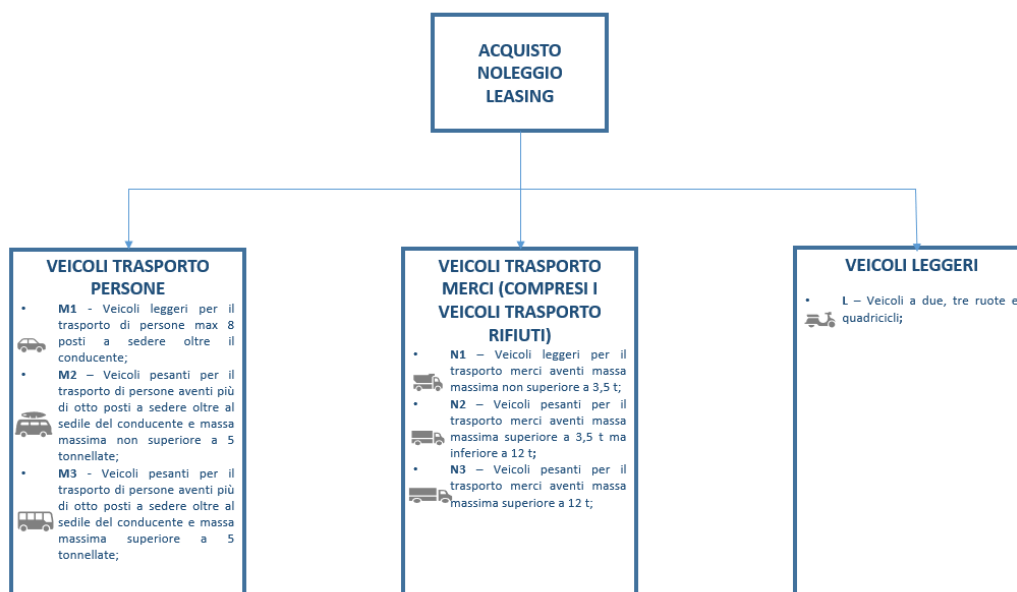 ACQUISTO
NOLEGGIO
LEASING
VEICOLI TRASPORTO
PERSONE
• M1 - Veicoli leggeri per il
trasporto di persone max 8
posti a sedere oltre il
conducente;
• M2 – Veicoli pesanti per il
trasporto di persone aventi più
di otto posti a sedere oltre al
sedile del conducente e massa
massima non superiore a 5
tonnellate;
• M3 - Veicoli pesanti per il
trasporto di persone aventi più
di otto posti a sedere oltre al
sedile del conducente e massa
massima superiore a 5
tonnellate;
VEICOLI TRASPORTO
MERCI (COMPRESI I
VEICOLI TRASPORTO
RIFIUTI)
• N1 – Veicoli leggeri per il
trasporto merci aventi massa
massima non superiore a 3,5 t;
• N2 – Veicoli pesanti per il
trasporto merci aventi massa
massima superiore a 3,5 t ma
inferiore a 12 t;
• N3 – Veicoli pesanti per il
trasporto merci aventi massa
massima superiore a 12 t;
VEICOLI LEGGERI
• L – Veicoli a due, tre ruote e
quadricicli;